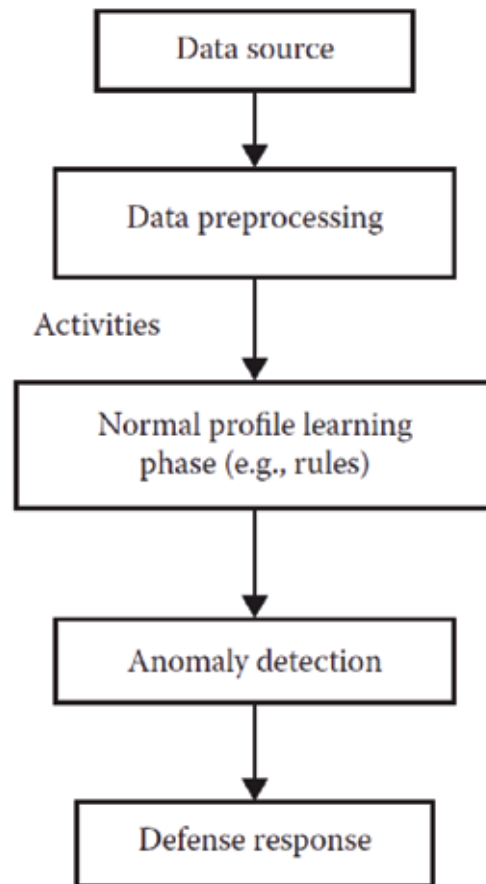 Data source
Data preprocessing
Activities
Normal profile learning
phase (e.g., rules)
Anomaly detection
Defense response